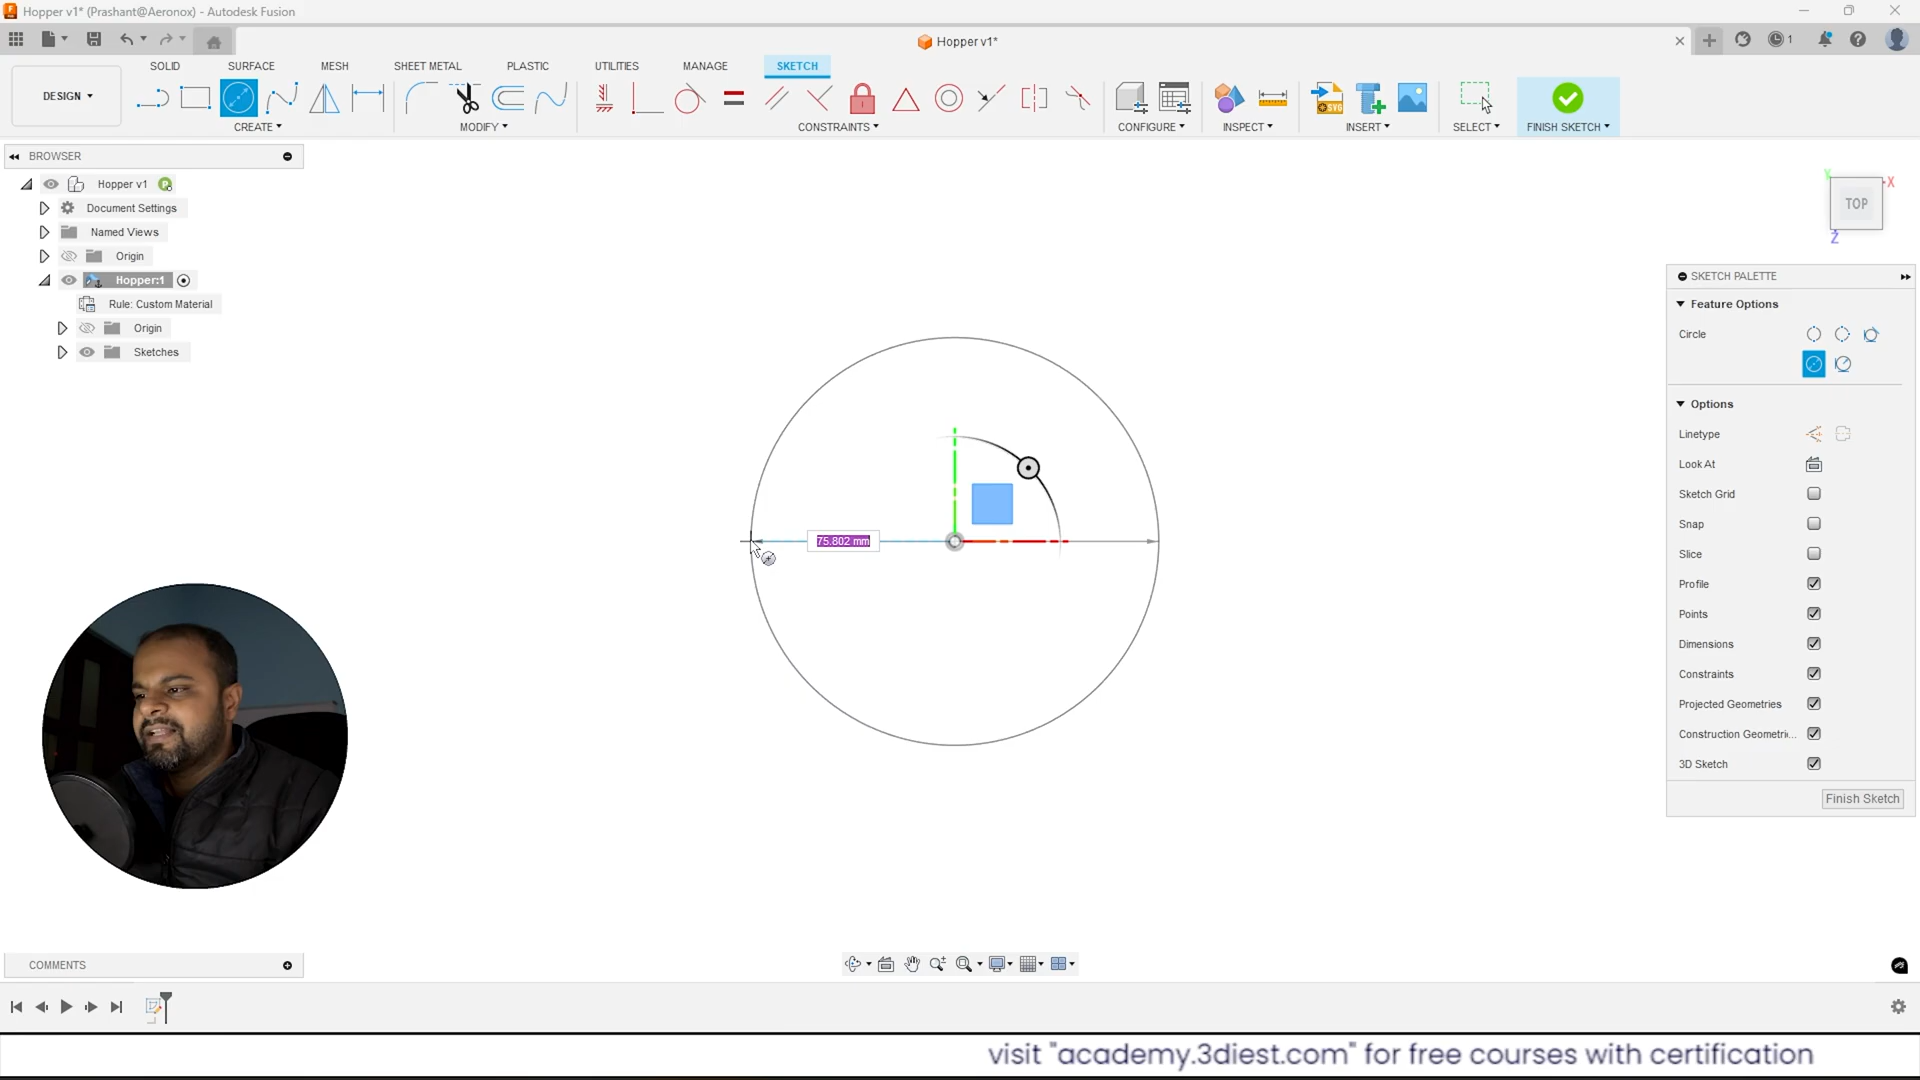 Hopper v1* (Prashant@Aeronox) - Autodesk Fusion
Hopper v1*
1
DESIGN
SOLID
SURFACE
MESH
SHEET METAL
PLASTIC
UTILITIES
MANAGE
SKETCH
CREATE
MODIFY
CONSTRAINTS
CONFIGURE
INSPECT
INSERT
SELECT
FINISH SKETCH
BROWSER
Hopper v1
Document Settings
Named Views
Origin
Hopper:1
Rule: Custom Material
Origin
Sketches
Y
X
TOP
Z
75.802 mm
SKETCH PALETTE
Feature Options
Circle
Options
Linetype
Look At
Sketch Grid
Snap
Slice
Profile
Points
Dimensions
Constraints
Projected Geometries
Construction Geometri...
3D Sketch
Finish Sketch
COMMENTS
visit "academy.3diest.com" for free courses with certification